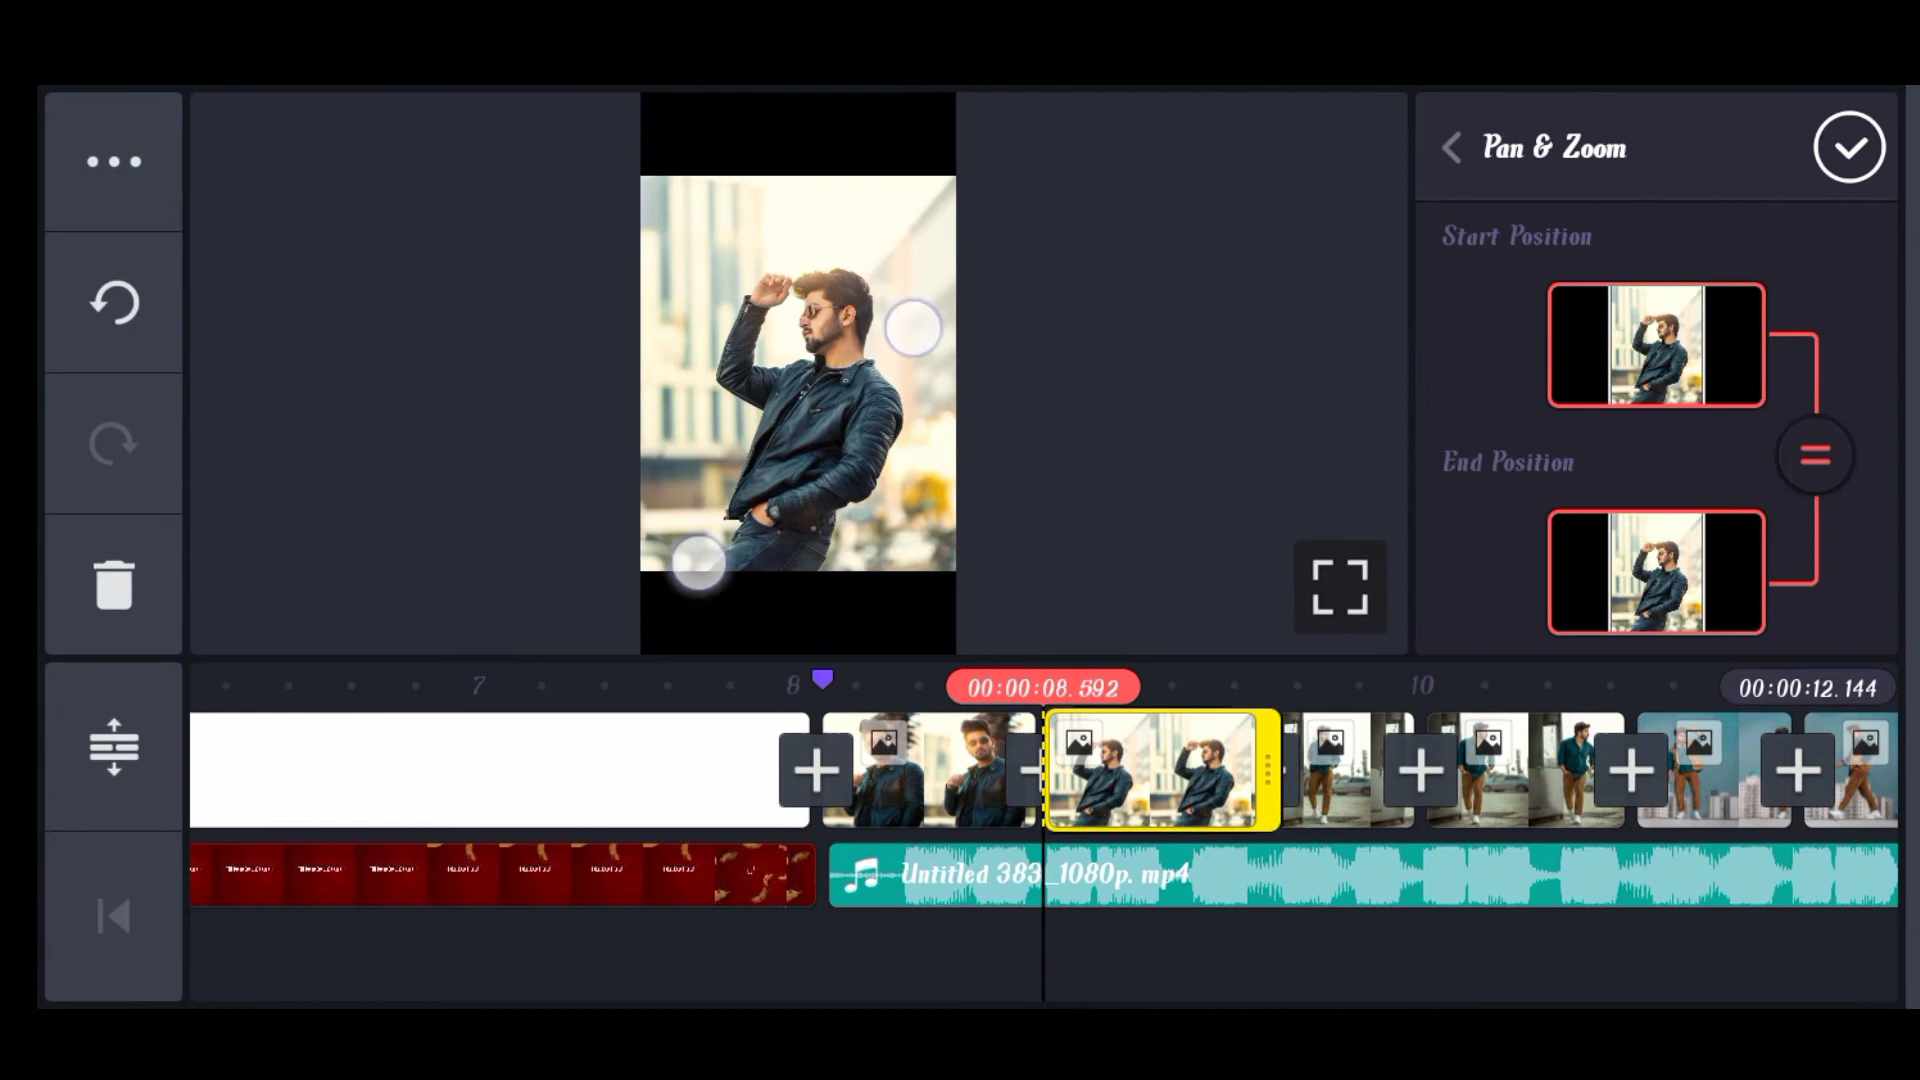 Pan & Zoom
Start Position
End Position
7
8
00:00:08.592
10
00:00:12.144
Untitled 383_1080p.mp4